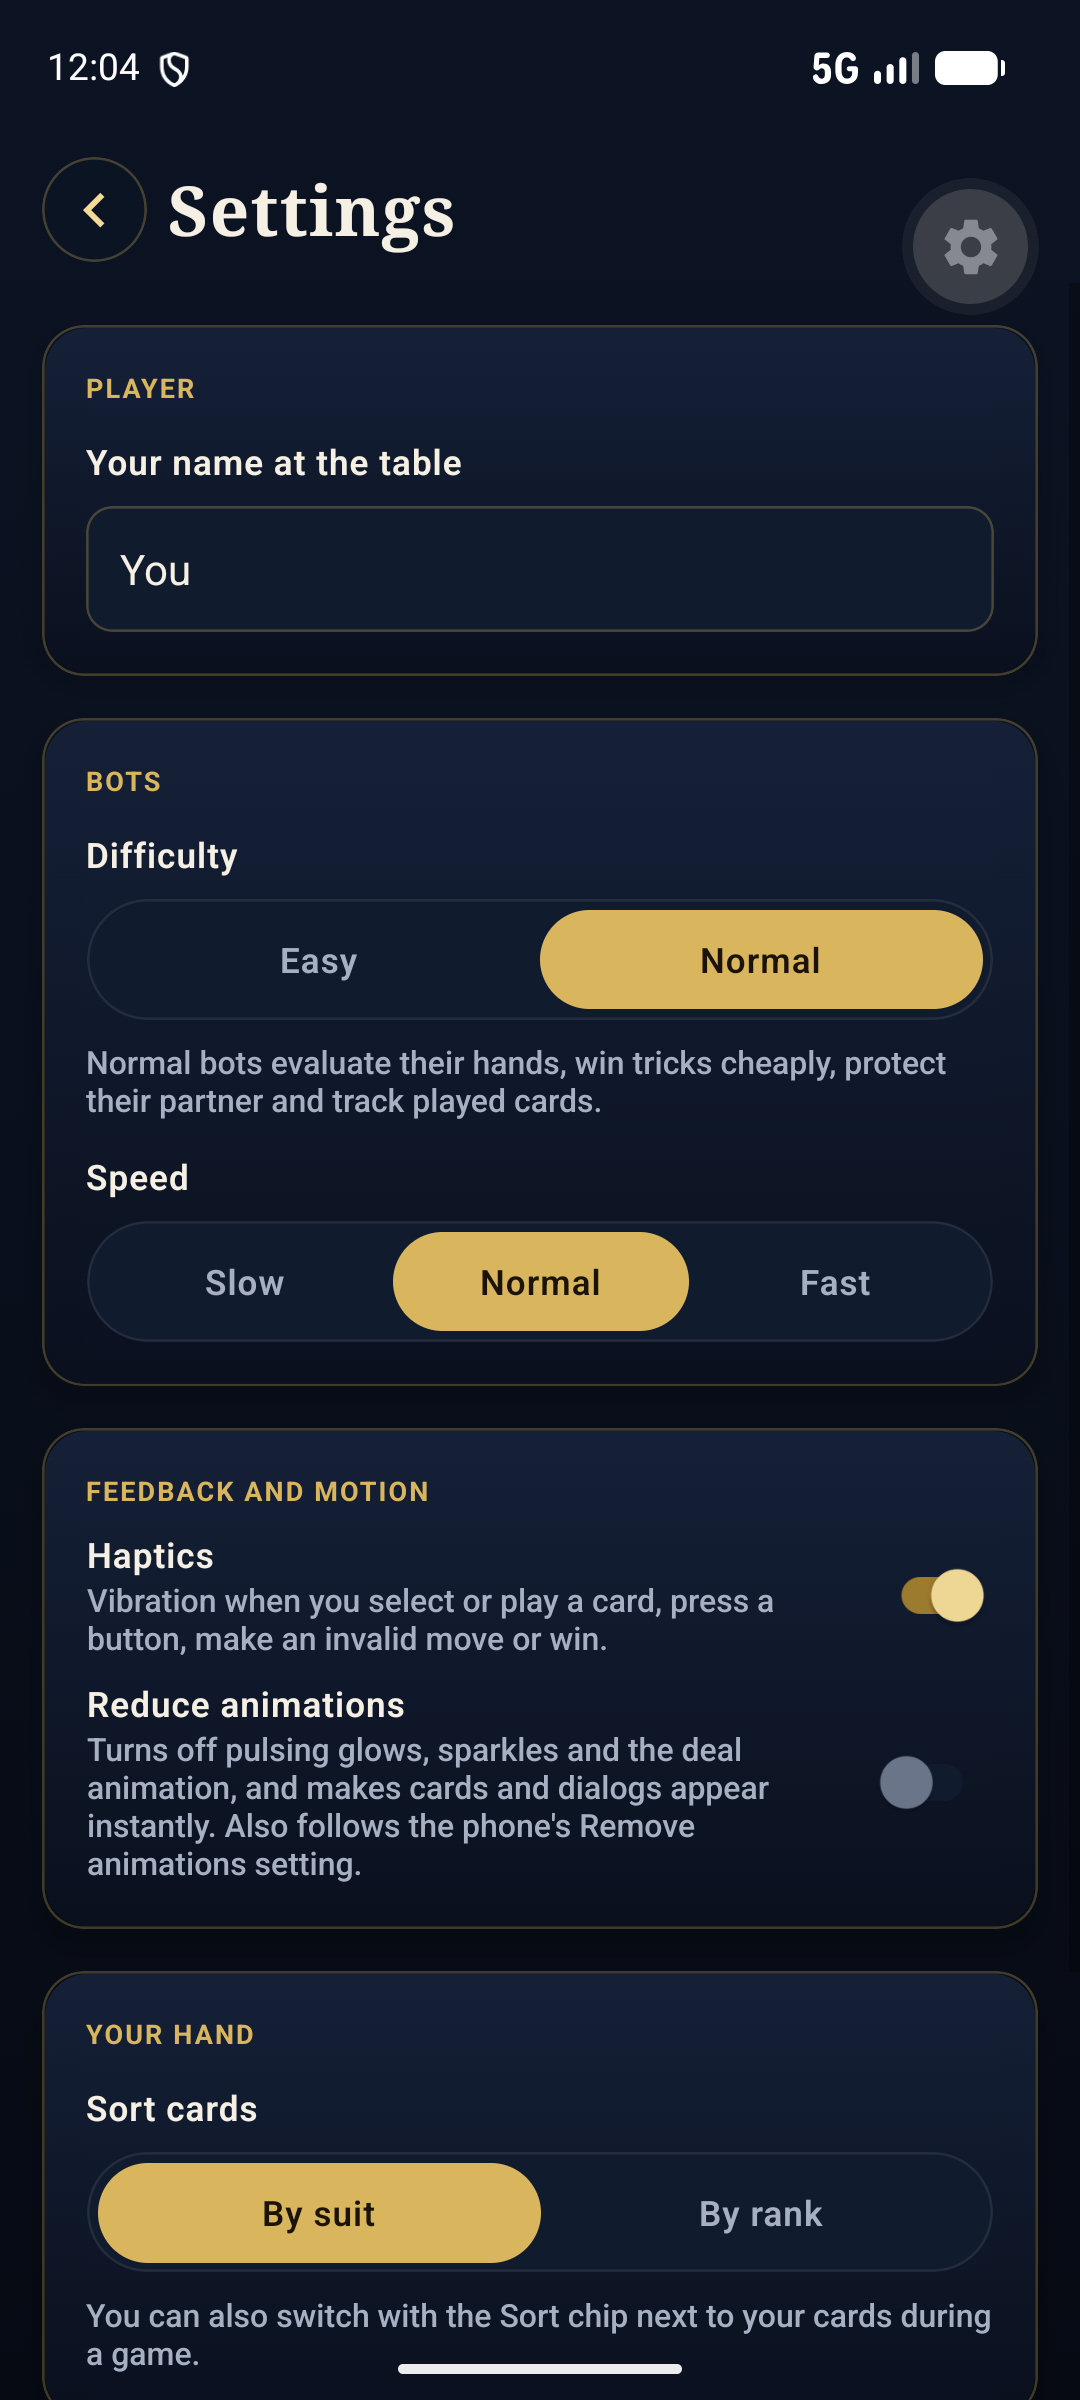 12:04
5G
Settings
PLAYER
Your name at the table
You
BOTS
Difficulty
Easy
Normal
Normal bots evaluate their hands, win tricks cheaply, protect
their partner and track played cards.
Speed
Slow
Normal
Fast
FEEDBACK AND MOTION
Haptics
Vibration when you select or play a card, press a
button, make an invalid move or win.
Reduce animations
Turns off pulsing glows, sparkles and the deal
animation, and makes cards and dialogs appear
instantly. Also follows the phone's Remove
animations setting.
YOUR HAND
Sort cards
By suit
By rank
You can also switch with the Sort chip next to your cards during
a game.